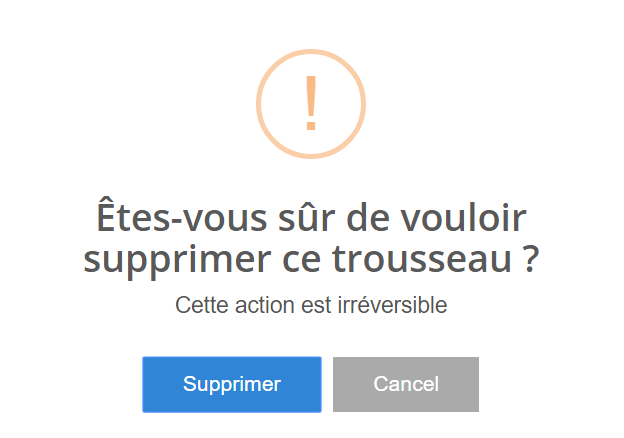 !
Êtes-vous sûr de vouloir
supprimer ce trousseau ?
Cette action est irréversible
Supprimer Cancel